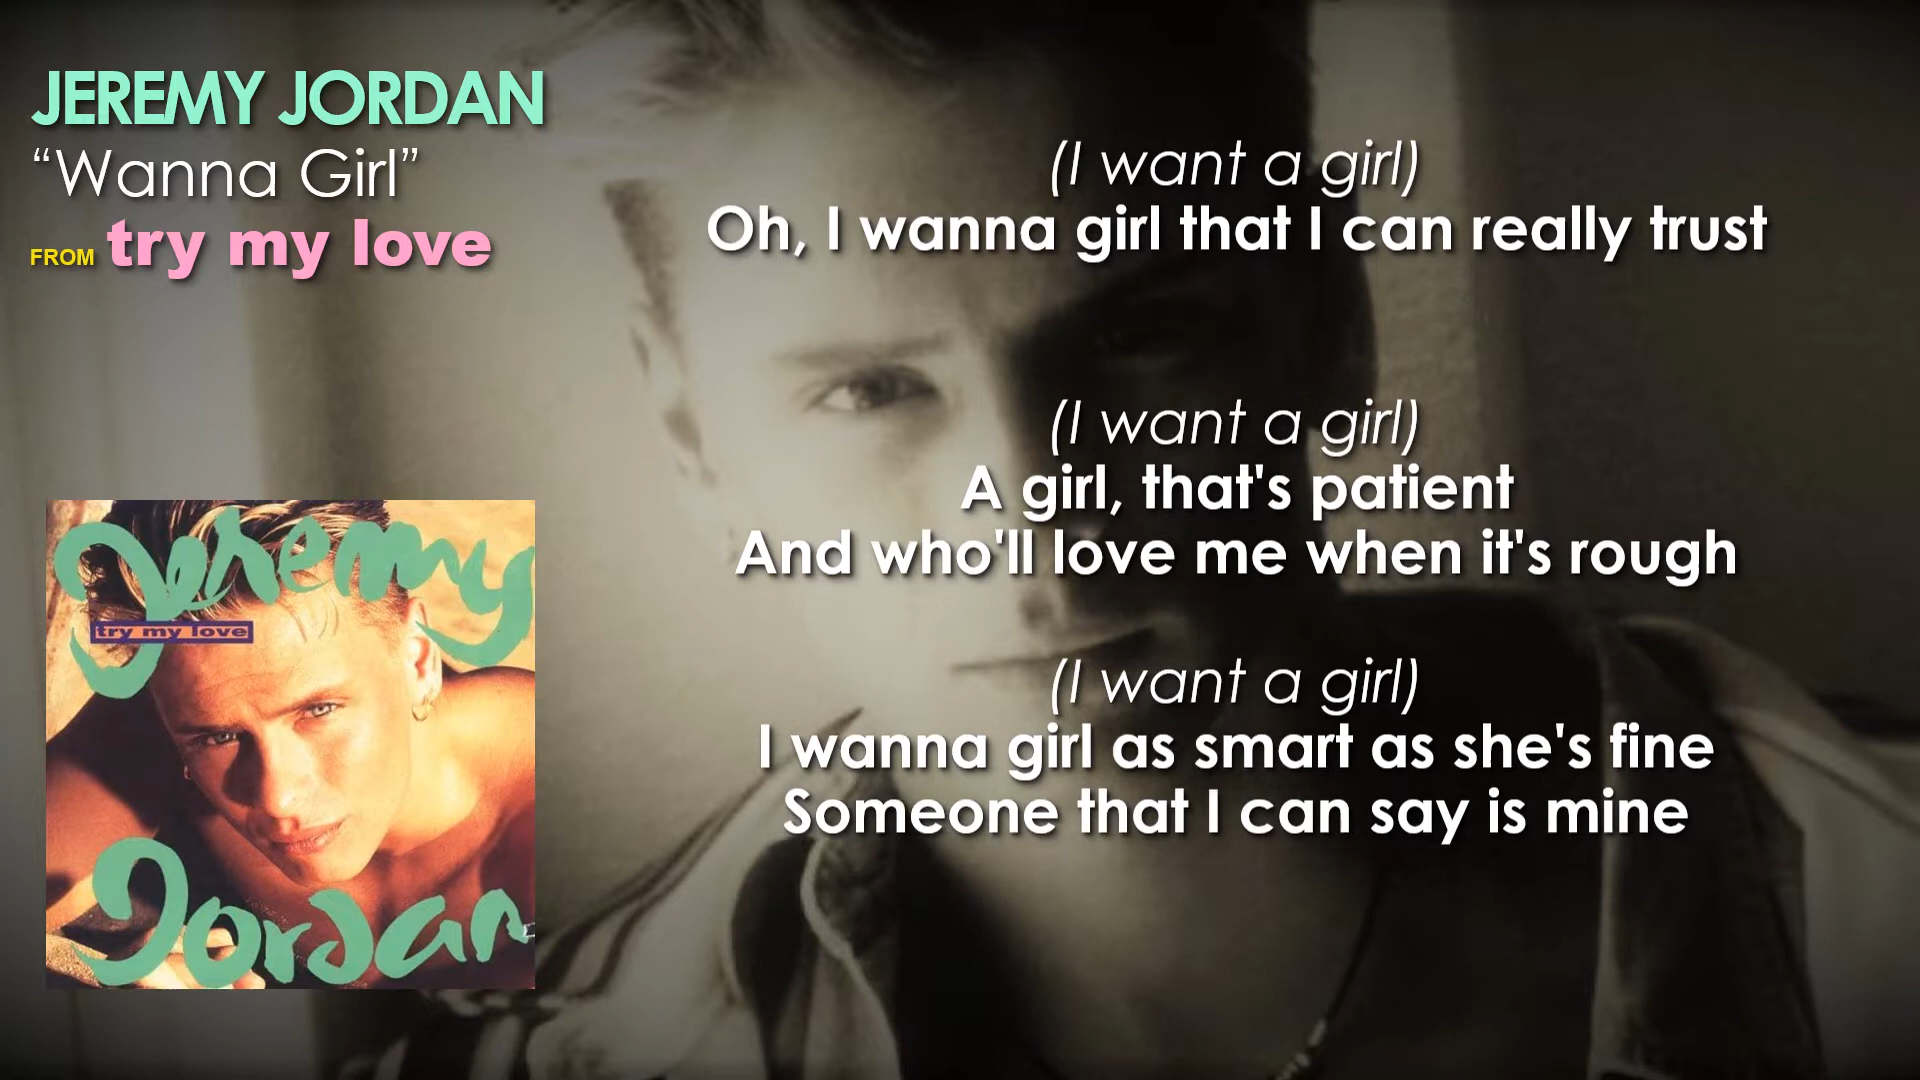 JEREMY JORDAN
“Wanna Girl”
FROM try my love
Jeremy
try my love
Jordan
(I want a girl)
Oh, I wanna girl that I can really trust
(I want a girl)
A girl, that's patient
And who'll love me when it's rough
(I want a girl)
I wanna girl as smart as she's fine
Someone that I can say is mine